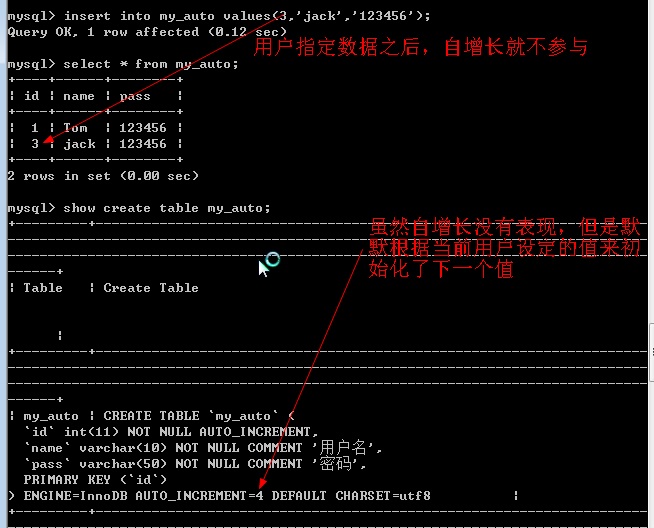 mysql> insert into my_auto values(3,'jack','123456');
Query OK, 1 row affected (0.12 sec)
用户指定数据之后，自增长就不参与
mysql> select * from my_auto;
+----+------+--------+
| id | name | pass   |
+----+------+--------+
|  1 | Tom  | 123456 |
|  3 | jack | 123456 |
+----+------+--------+
2 rows in set (0.00 sec)
mysql> show create table my_auto;
虽然自增长没有表现，但是默
默根据当前用户设定的值来初
始化了下一个值
| Table   | Create Table
|
| my_auto | CREATE TABLE `my_auto` (
`id` int(11) NOT NULL AUTO_INCREMENT,
`name` varchar(10) NOT NULL COMMENT '用户名',
`pass` varchar(50) NOT NULL COMMENT '密码',
PRIMARY KEY (`id`)
) ENGINE=InnoDB AUTO_INCREMENT=4 DEFAULT CHARSET=utf8 |